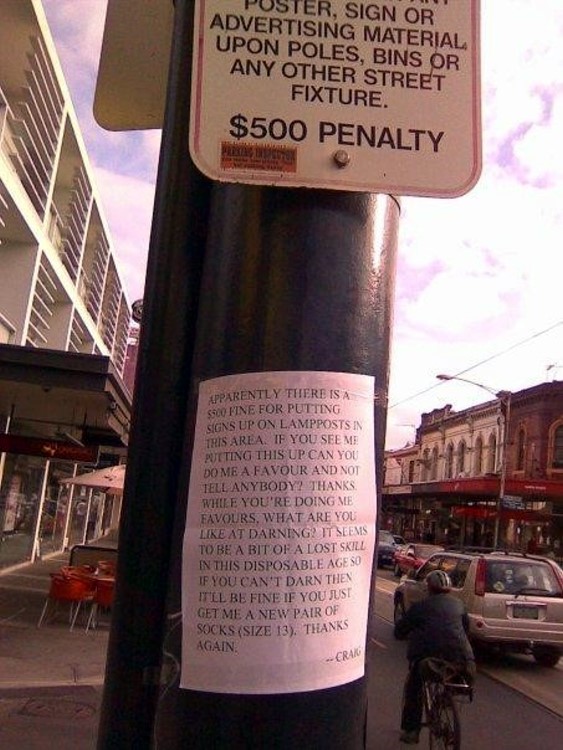 POSTER, SIGN OR
ADVERTISING MATERIAL,
UPON POLES, BINS OR
ANY OTHER STREET
FIXTURE.
$500 PENALTY
PARKING INSPECTOR
APPARENTLY THERE IS A
$500 FINE FOR PUTTING
SIGNS UP ON LAMPPOSTS IN
THIS AREA. IF YOU SEE ME
PUTTING THIS UP CAN YOU
DO ME A FAVOUR AND NOT
TELL ANYBODY? THANKS.
WHILE YOU'RE DOING ME
FAVOURS, WHAT ARE YOU
LIKE AT DARNING? IT SEEMS
TO BE A BIT OF A LOST SKILL
IN THIS DISPOSABLE AGE SO
IF YOU CAN'T DARN THEN
IT'LL BE FINE IF YOU JUST
GET ME A NEW PAIR OF
SOCKS (SIZE 13). THANKS
AGAIN.
-- CRAIG